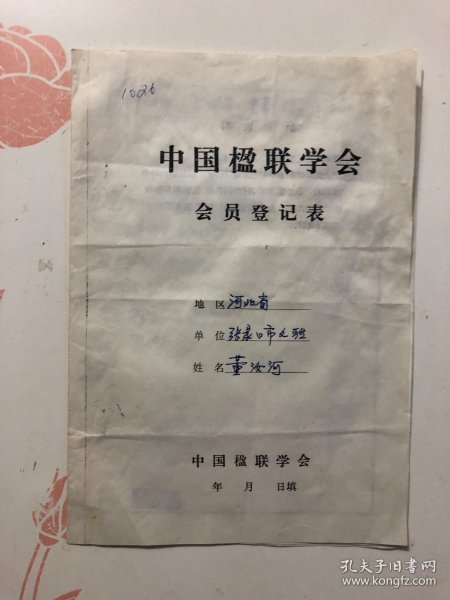 1026
中国楹联学会
会员登记表
地区 河北省
单位 张家口市文联
姓名 董汝河
中国楹联学会
年 月 日填
孔夫子旧书网
www.kongfz.com